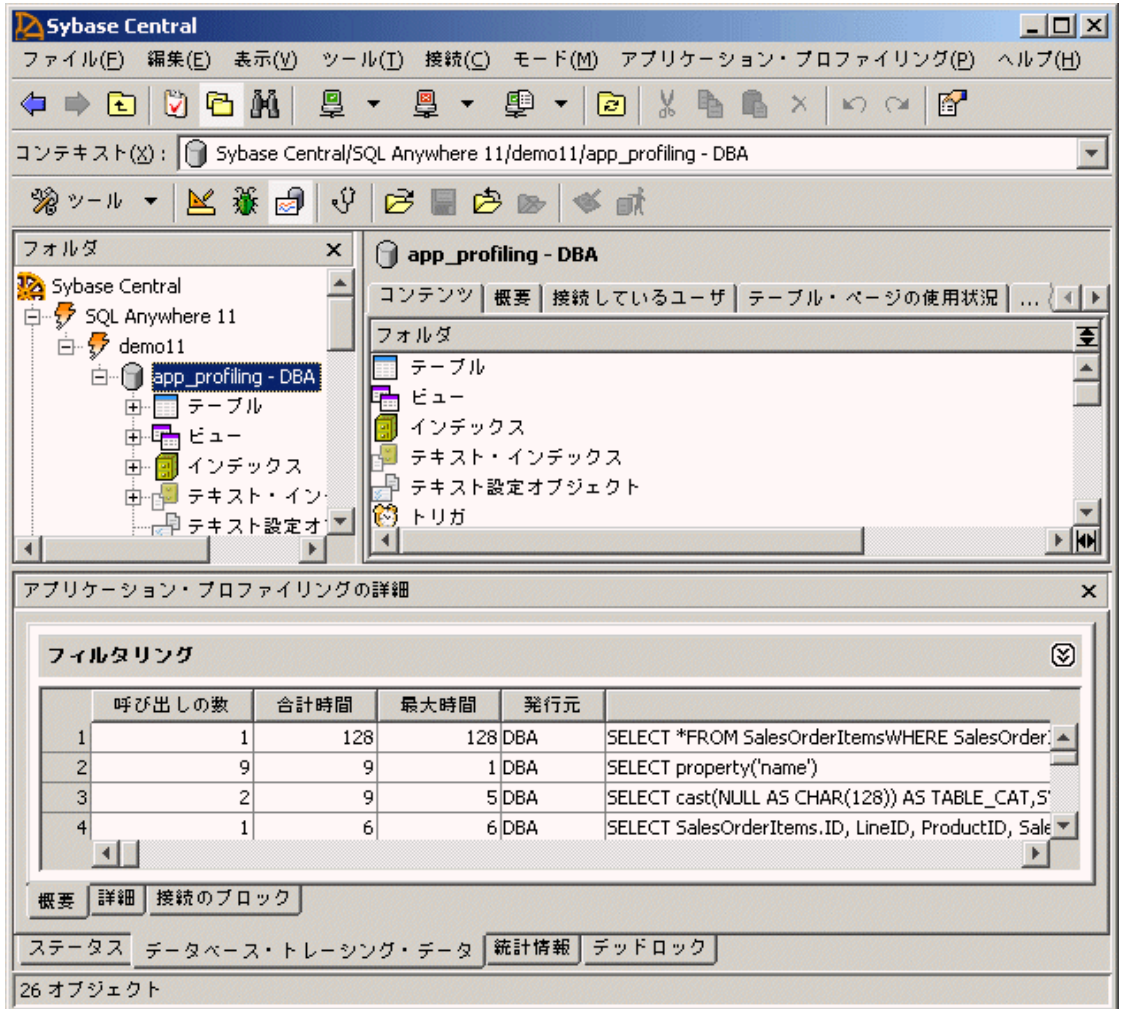 Sybase Central
ファイル(F) 編集(E) 表示(V) ツール(T) 接続(C) モード(M) アプリケーション・プロファイリング(P) ヘルプ(H)
コンテキスト(X): Sybase Central/SQL Anywhere 11/demo11/app_profiling - DBA
ツール
フォルダ
Sybase Central
SQL Anywhere 11
demo11
app_profiling - DBA
テーブル
ビュー
インデックス
テキスト・イン
テキスト設定オ
app_profiling - DBA
コンテンツ 概要 接続しているユーザ テーブル・ページの使用状況 ...
フォルダ
テーブル
ビュー
インデックス
テキスト・インデックス
テキスト設定オブジェクト
トリガ
アプリケーション・プロファイリングの詳細
フィルタリング
呼び出しの数 合計時間 最大時間 発行元
1 1 128 128 DBA SELECT *FROM SalesOrderItemsWHERE SalesOrder
2 9 9 1 DBA SELECT property('name')
3 2 9 5 DBA SELECT cast(NULL AS CHAR(128)) AS TABLE_CAT,S
4 1 6 6 DBA SELECT SalesOrderItems.ID, LineID, ProductID, Sale
概要 詳細 接続のブロック
ステータス データベース・トレーシング・データ 統計情報 デッドロック
26 オブジェクト